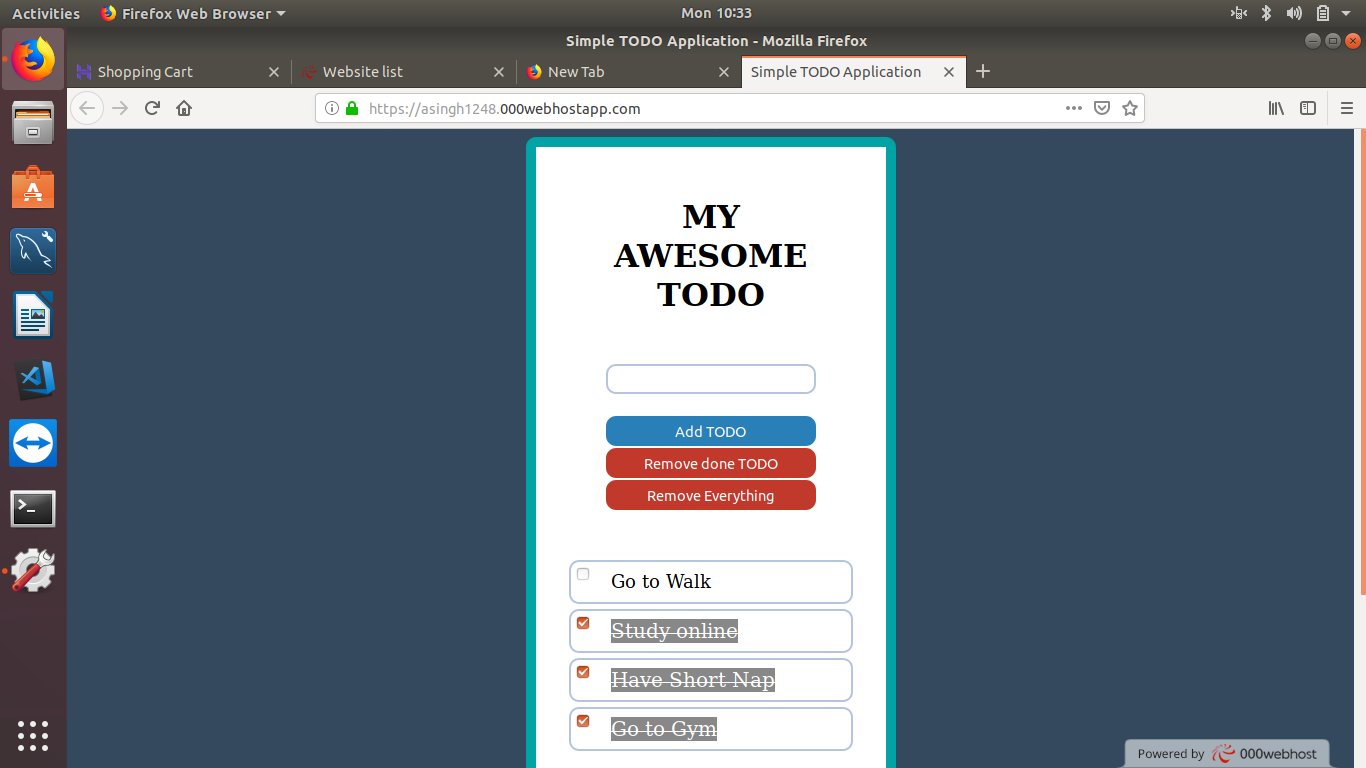 Activities
Firefox Web Browser
Mon 10:33
Simple TODO Application - Mozilla Firefox
Shopping Cart
Website list
New Tab
Simple TODO Application
https://asingh1248.000webhostapp.com
MY
AWESOME
TODO
Add TODO
Remove done TODO
Remove Everything
Go to Walk
Study online
Have Short Nap
Go to Gym
Powered by 000webhost